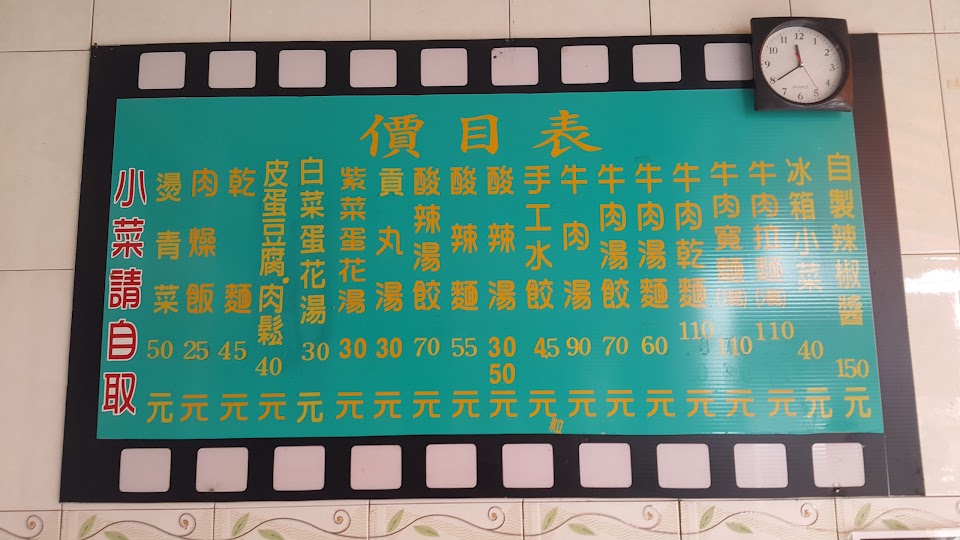 價目表
自製辣椒醬 150元
冰箱小菜 40元
牛肉拉麵湯 110元
牛肉寬麵湯 110元
牛肉乾麵 110元
牛肉湯麵 60元
牛肉湯餃 70元
牛肉湯 90元
手工水餃 45元
酸辣湯 30 50元
酸辣麵 55元
酸辣湯餃 70元
貢丸湯 30元
紫菜蛋花湯 30元
白菜蛋花湯 30元
皮蛋豆腐.肉鬆 40元
乾麵 45元
肉燥飯 25元
燙青菜 50元
小菜請自取